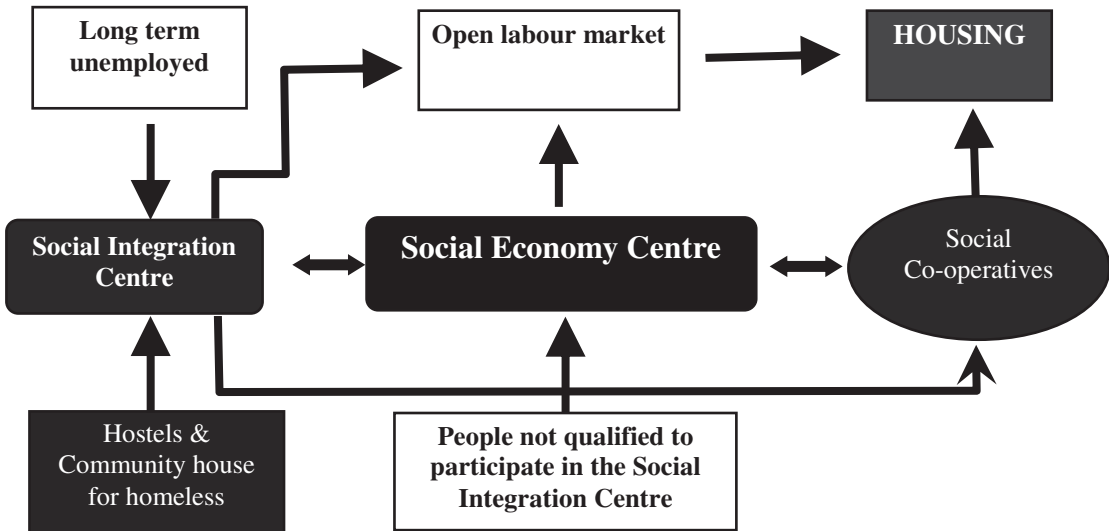 Long term
unemployed
Open labour market
HOUSING
Social Integration
Centre
Social Economy Centre
Social
Co-operatives
Hostels &
Community house
for homeless
People not qualified to
participate in the Social
Integration Centre